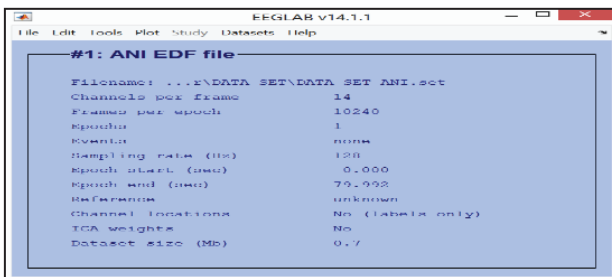 EEGLAB v14.1.1
File Edit Tools Plot Study Datasets Help
#1: ANI EDF file
Filename: ...r\DATA SET\DATA SET ANI.set
Channels per frame 14
Frames per epoch 10240
Epochs 1
Events none
Sampling rate (Hz) 128
Epoch start (sec) 0.000
Epoch end (sec) 79.992
Reference unknown
Channel locations No (labels only)
ICA weights No
Dataset size (Mb) 0.7